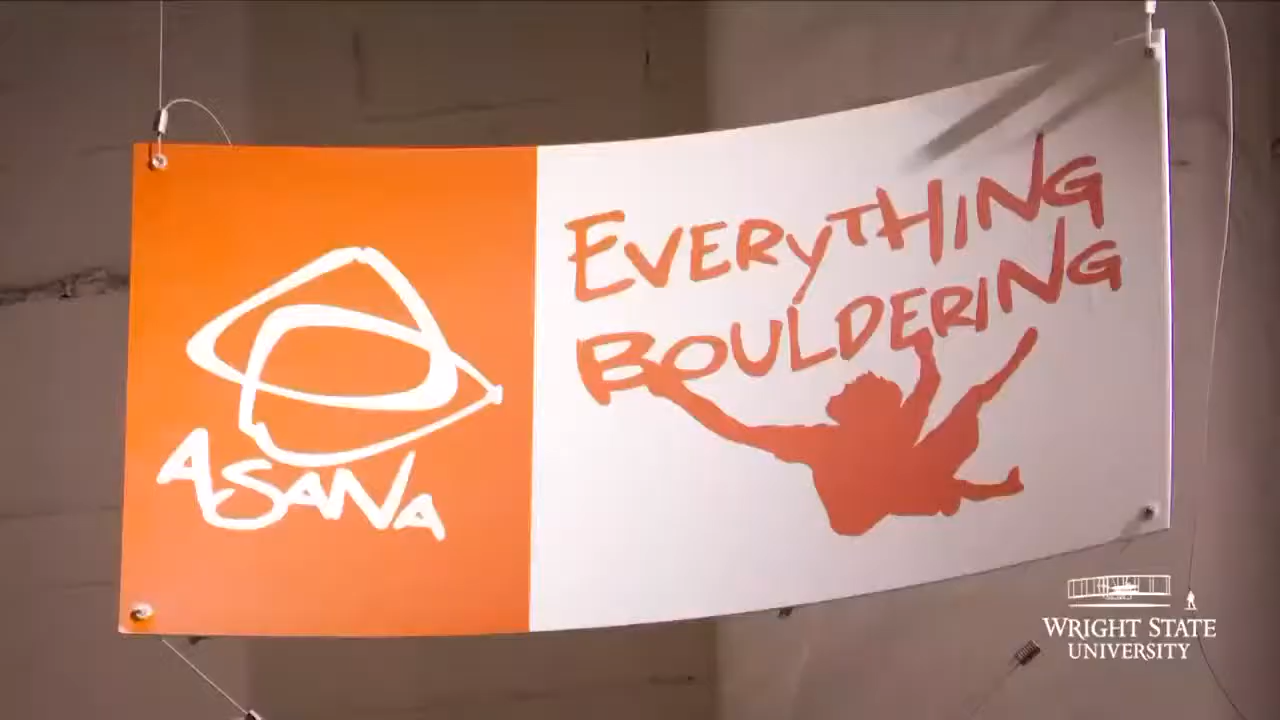 ASANA
EVERYTHING
BOULDERING
WRIGHT STATE
UNIVERSITY